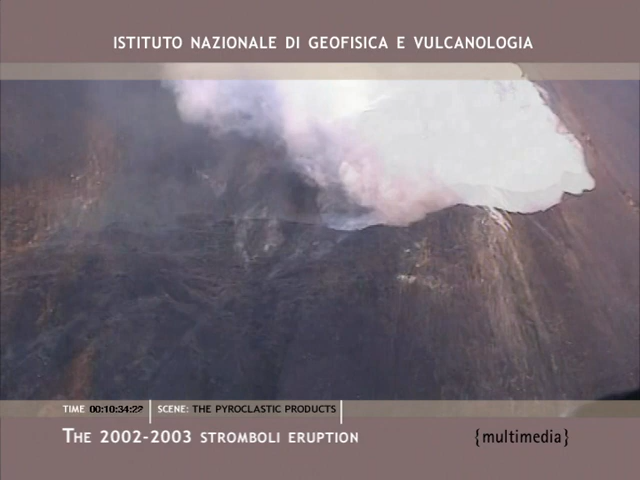 ISTITUTO NAZIONALE DI GEOFISICA E VULCANOLOGIA
TIME 00:10:34:22 SCENE: THE PYROCLASTIC PRODUCTS
THE 2002-2003 STROMBOLI ERUPTION
{multimedia}